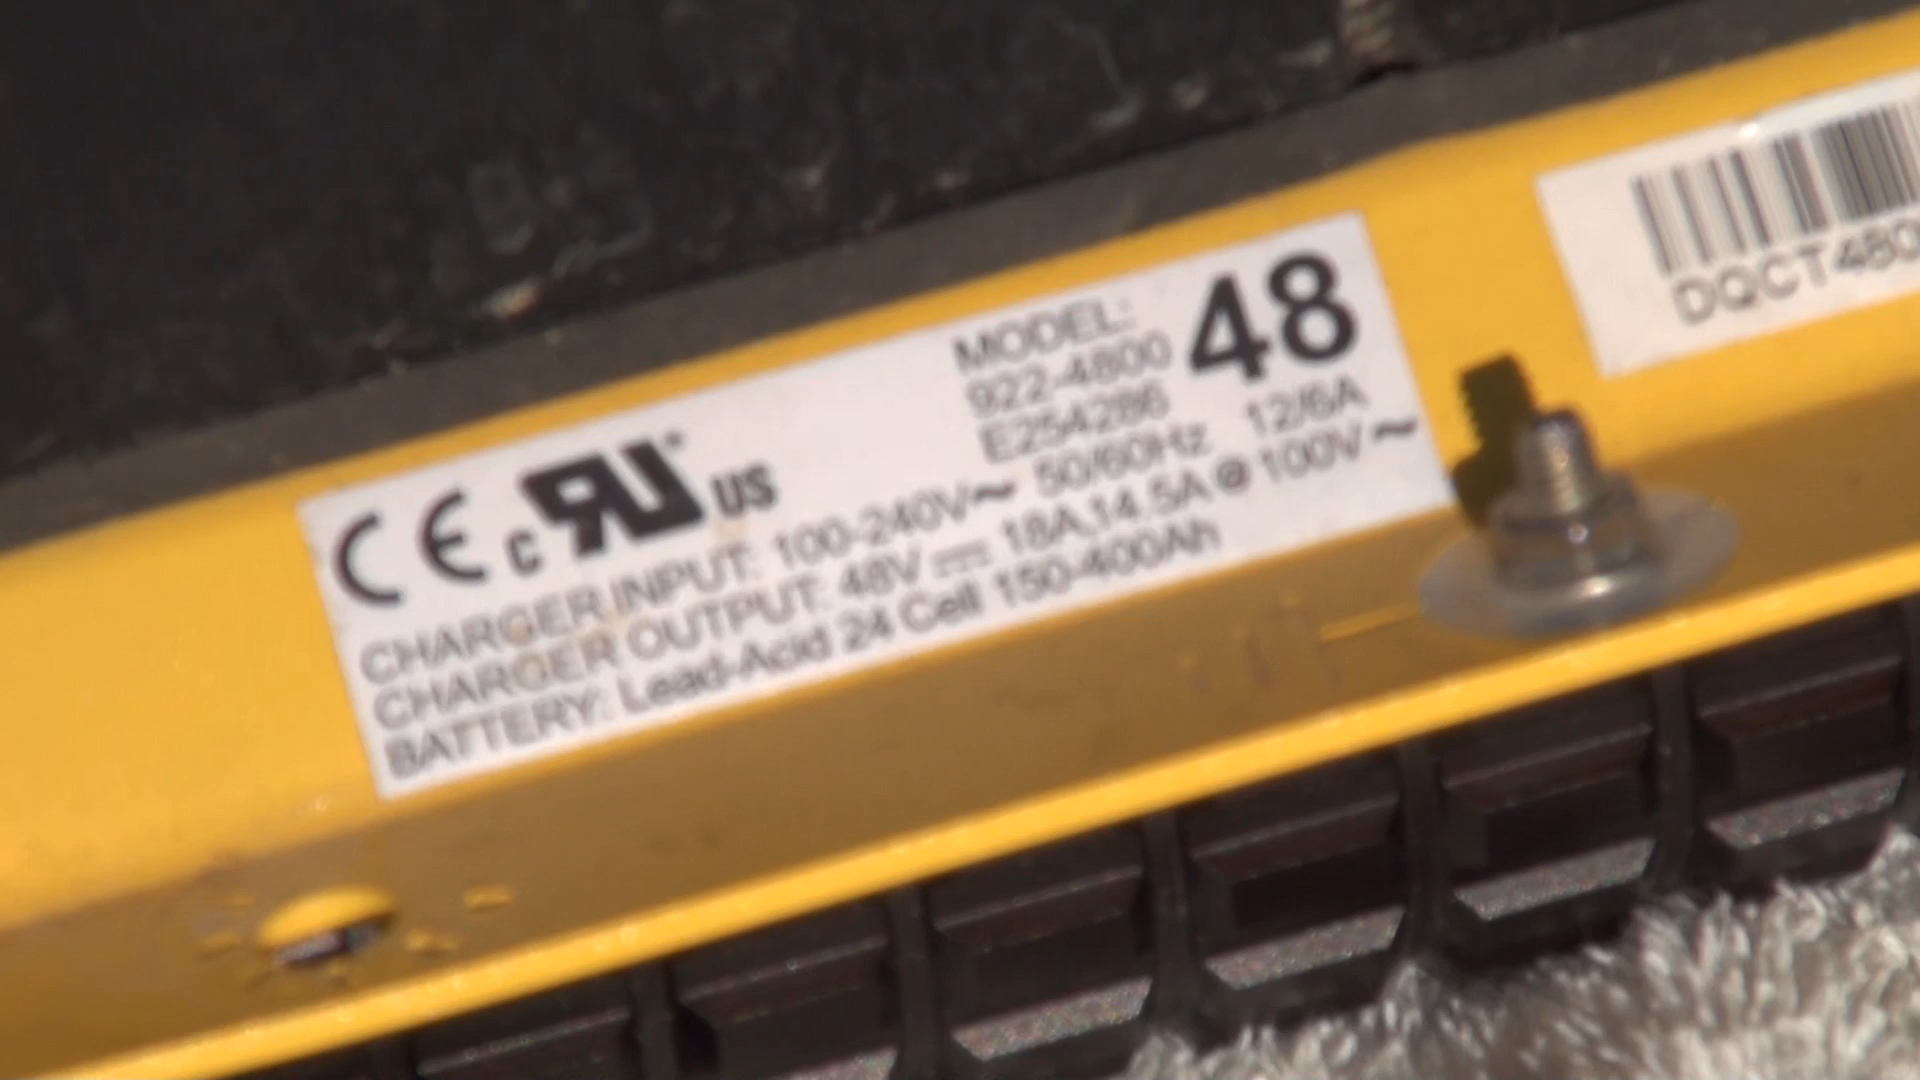 MODEL:
922-4800
E254286
48
CE c RU US
CHARGER INPUT: 100-240V~ 50/60Hz 12/6A
CHARGER OUTPUT: 48V ⎓ 18A,14.5A@100V~
BATTERY: Lead-Acid 24 Cell 150-400Ah
DQCT480